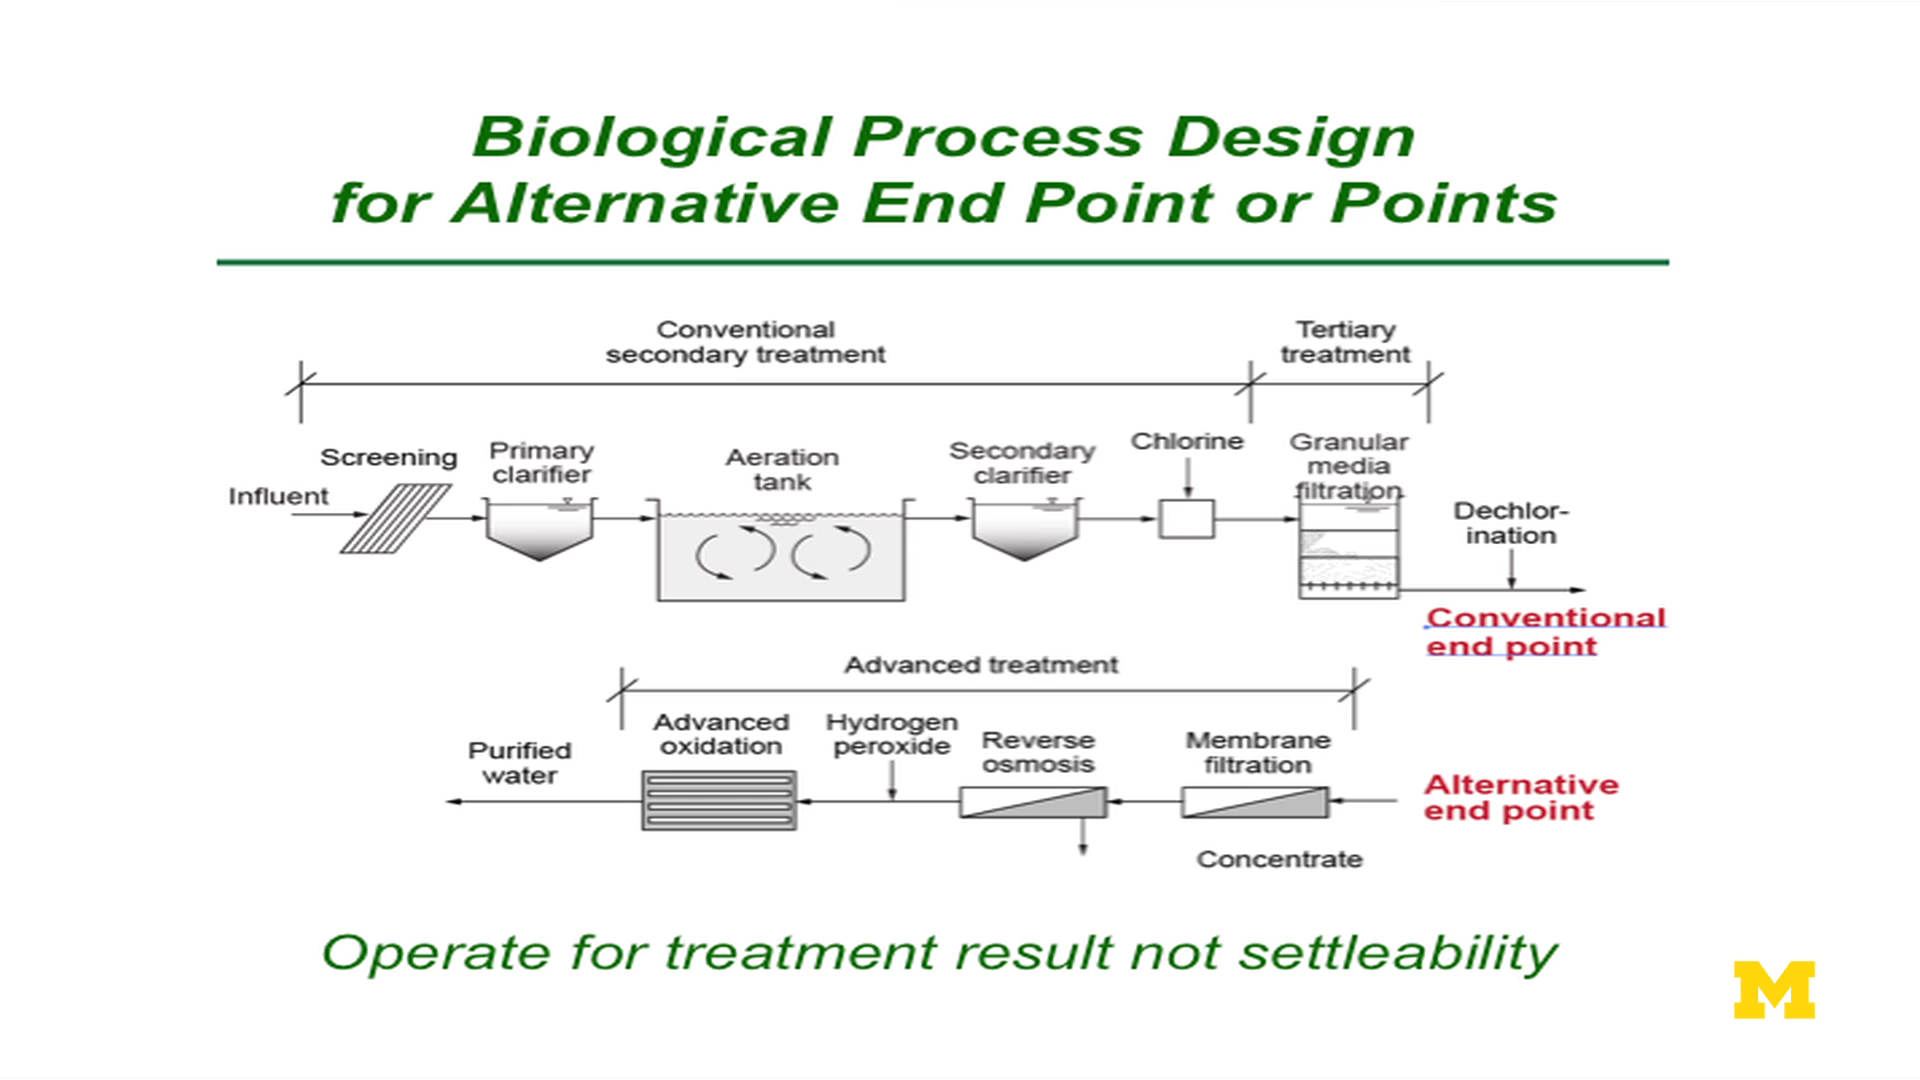 Biological Process Design
for Alternative End Point or Points
Conventional
secondary treatment
Tertiary
treatment
Influent
Screening
Primary
clarifier
Aeration
tank
Secondary
clarifier
Chlorine
Granular
media
filtration
Dechlor-
ination
Conventional
end point
Advanced treatment
Purified
water
Advanced
oxidation
Hydrogen
peroxide
Reverse
osmosis
Membrane
filtration
Alternative
end point
Concentrate
Operate for treatment result not settleability
M